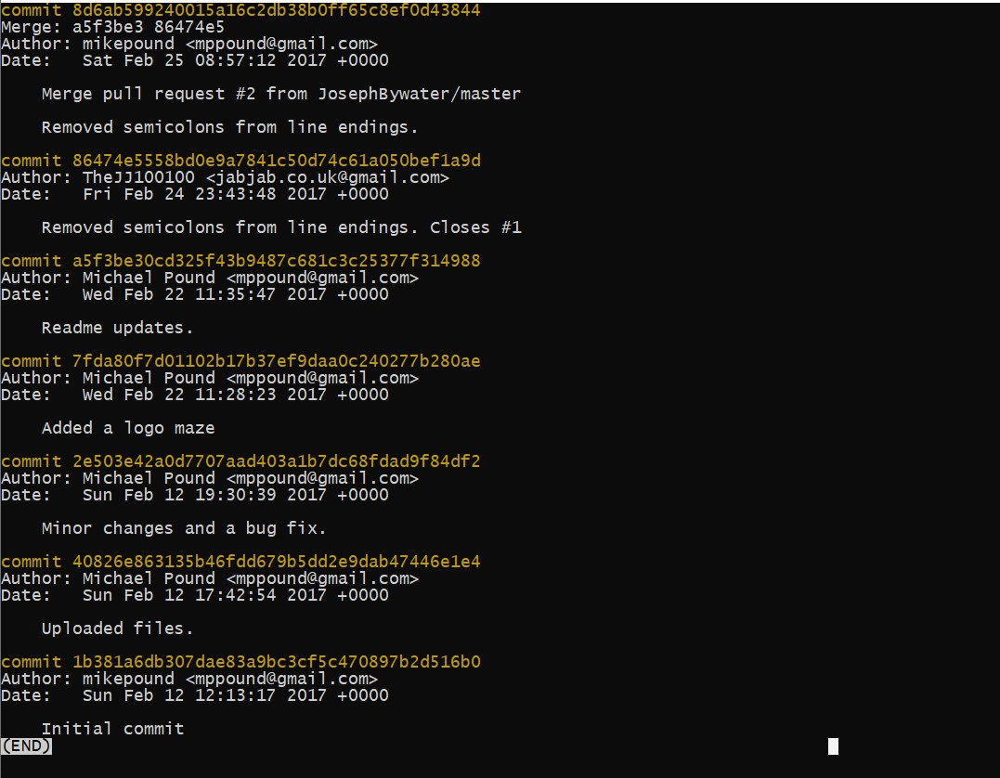 commit 8d6ab599240015a16c2db38b0ff65c8ef0d43844
Merge: a5f3be3 86474e5
Author: mikepound <mppound@gmail.com>
Date:   Sat Feb 25 08:57:12 2017 +0000

    Merge pull request #2 from JosephBywater/master

    Removed semicolons from line endings.

commit 86474e5558bd0e9a7841c50d74c61a050bef1a9d
Author: TheJJ100100 <jabjab.co.uk@gmail.com>
Date:   Fri Feb 24 23:43:48 2017 +0000

    Removed semicolons from line endings. Closes #1

commit a5f3be30cd325f43b9487c681c3c25377f314988
Author: Michael Pound <mppound@gmail.com>
Date:   Wed Feb 22 11:35:47 2017 +0000

    Readme updates.

commit 7fda80f7d01102b17b37ef9daa0c240277b280ae
Author: Michael Pound <mppound@gmail.com>
Date:   Wed Feb 22 11:28:23 2017 +0000

    Added a logo maze

commit 2e503e42a0d7707aad403a1b7dc68fdad9f84df2
Author: Michael Pound <mppound@gmail.com>
Date:   Sun Feb 12 19:30:39 2017 +0000

    Minor changes and a bug fix.

commit 40826e863135b46fdd679b5dd2e9dab47446e1e4
Author: Michael Pound <mppound@gmail.com>
Date:   Sun Feb 12 17:42:54 2017 +0000

    Uploaded files.

commit 1b381a6db307dae83a9bc3cf5c470897b2d516b0
Author: mikepound <mppound@gmail.com>
Date:   Sun Feb 12 12:13:17 2017 +0000

    Initial commit
(END)